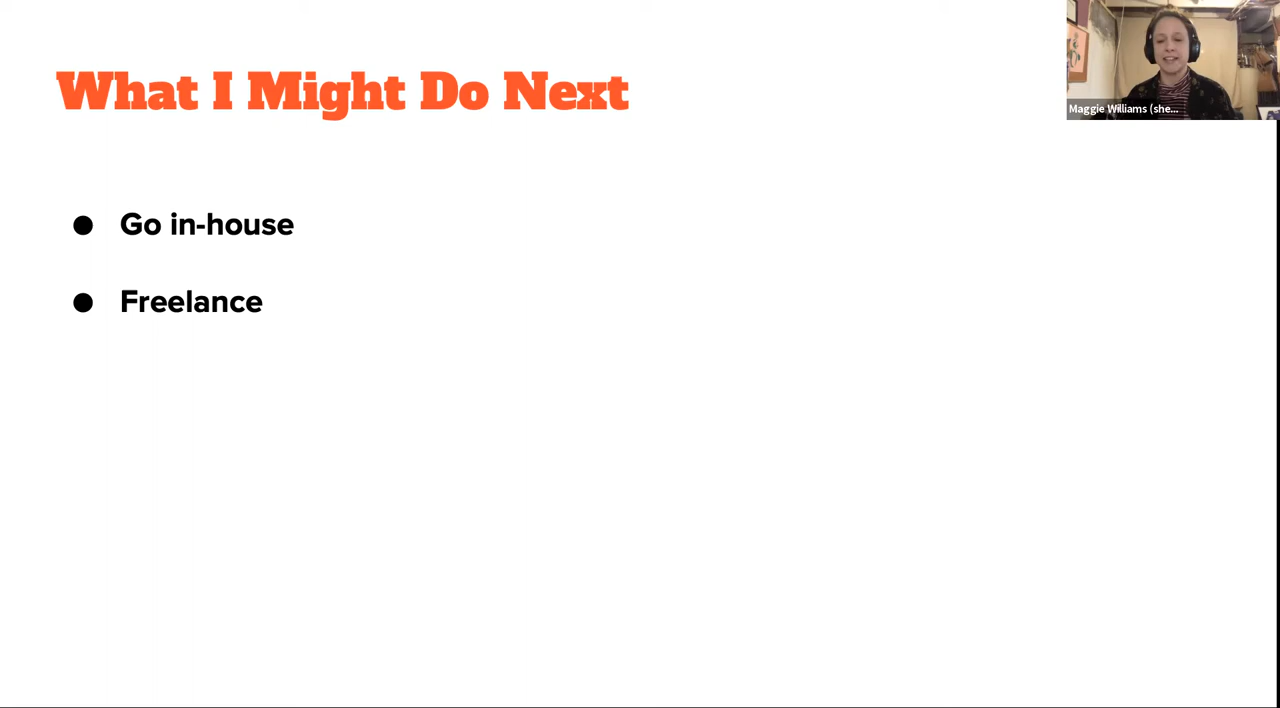 What I Might Do Next
Maggie Williams (she...
● Go in-house
● Freelance